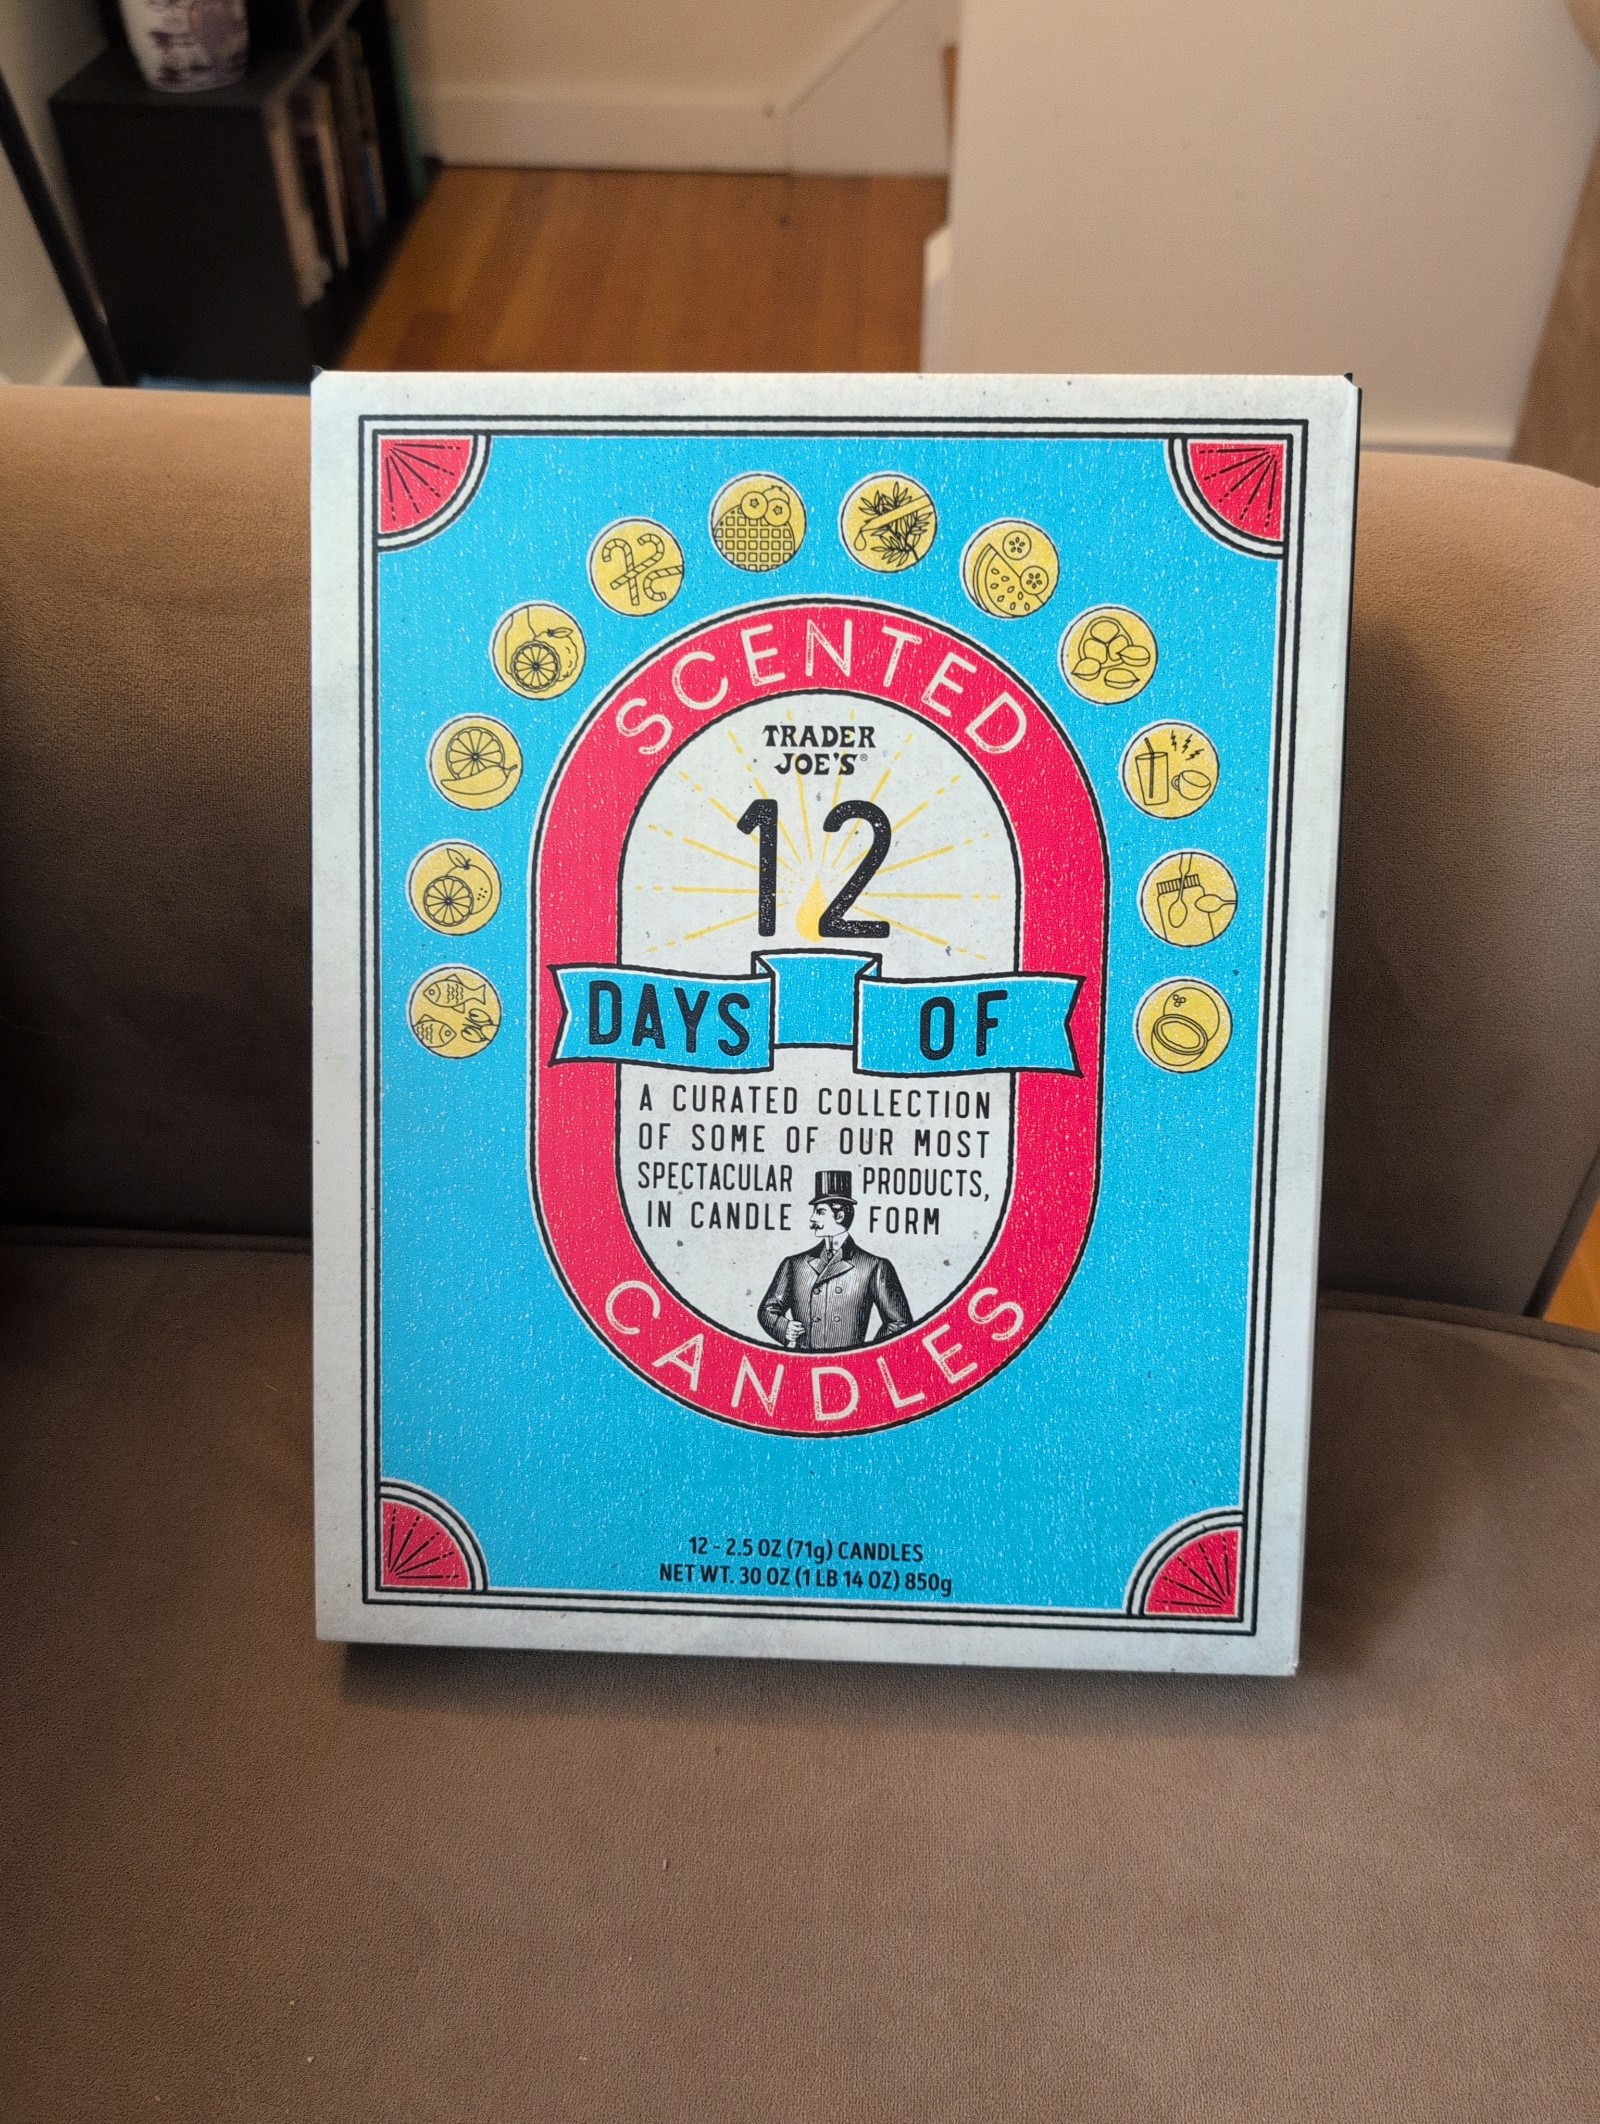 SCENTED
TRADER
JOE'S®
12
DAYS OF
A CURATED COLLECTION
OF SOME OF OUR MOST
SPECTACULAR PRODUCTS,
IN CANDLE FORM
CANDLES
12 - 2.5 OZ (71g) CANDLES
NET WT. 30 OZ (1 LB 14 OZ) 850g